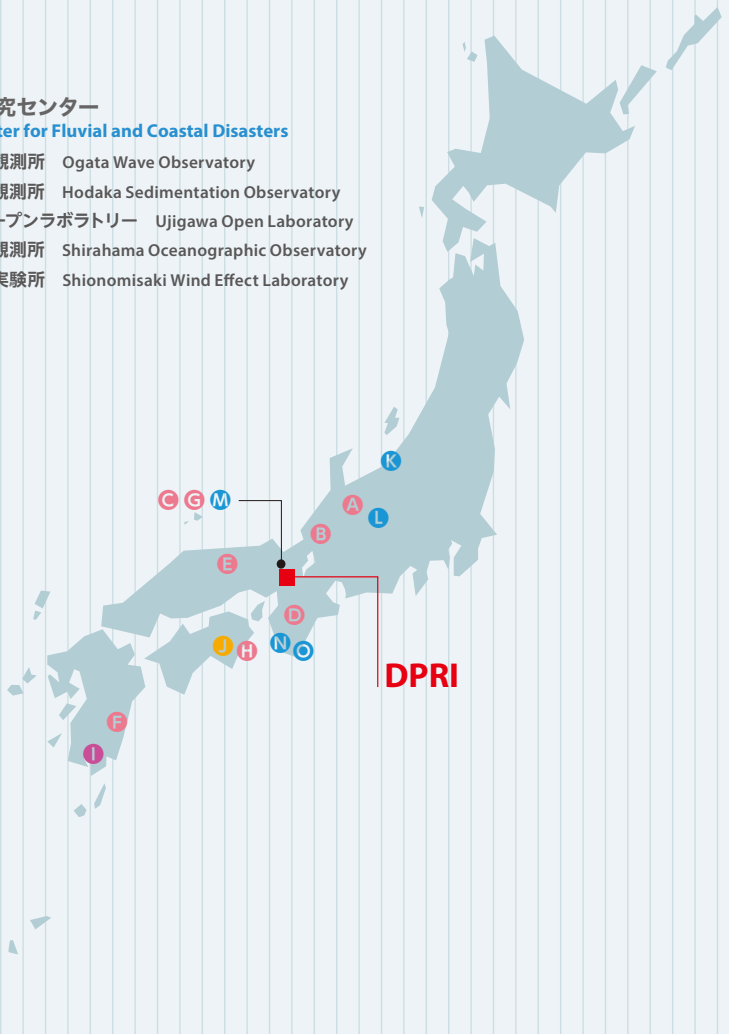 究センター
ter for Fluvial and Coastal Disasters
観測所 Ogata Wave Observatory
観測所 Hodaka Sedimentation Observatory
ープンラボラトリー Ujigawa Open Laboratory
観測所 Shirahama Oceanographic Observatory
実験所 Shionomisaki Wind Effect Laboratory
K
C G M
A
L
B
E
D
J H N O
DPRI
F
I